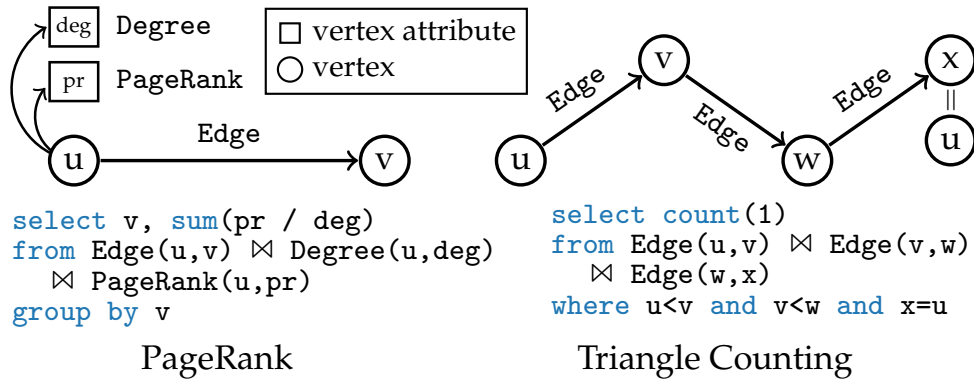 deg Degree
pr PageRank
□ vertex attribute
○ vertex
Edge
u
v
select v, sum(pr / deg)
from Edge(u,v) ⋈ Degree(u,deg)
⋈ PageRank(u,pr)
group by v
PageRank
u
Edge
v
Edge
w
Edge
x
=
u
select count(1)
from Edge(u,v) ⋈ Edge(v,w)
⋈ Edge(w,x)
where u<v and v<w and x=u
Triangle Counting